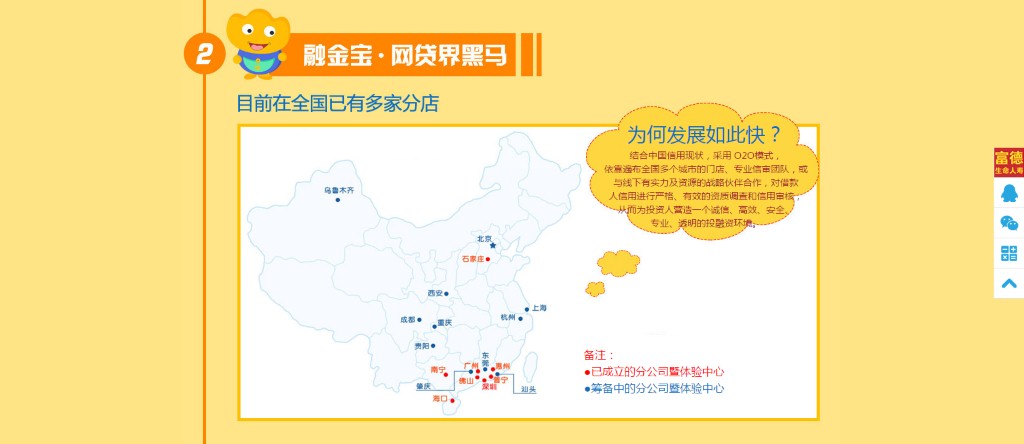 2
融金宝·网贷界黑马
目前在全国已有多家分店
为何发展如此快？
结合中国信用现状，采用 O2O模式，
依靠遍布全国多个城市的门店、专业信审团队，或
与线下有实力及资源的战略伙伴合作，对借款
人信用进行严格、有效的资质调查和信用审核，
从而为投资人营造一个诚信、高效、安全、
专业、透明的投融资环境。
富德
生命人寿
乌鲁木齐
北京
石家庄
西安
上海
杭州
成都
重庆
贵阳
东莞
广州
惠州
南宁
佛山
深圳
普宁
肇庆
汕头
海口
备注：
已成立的分公司暨体验中心
筹备中的分公司暨体验中心